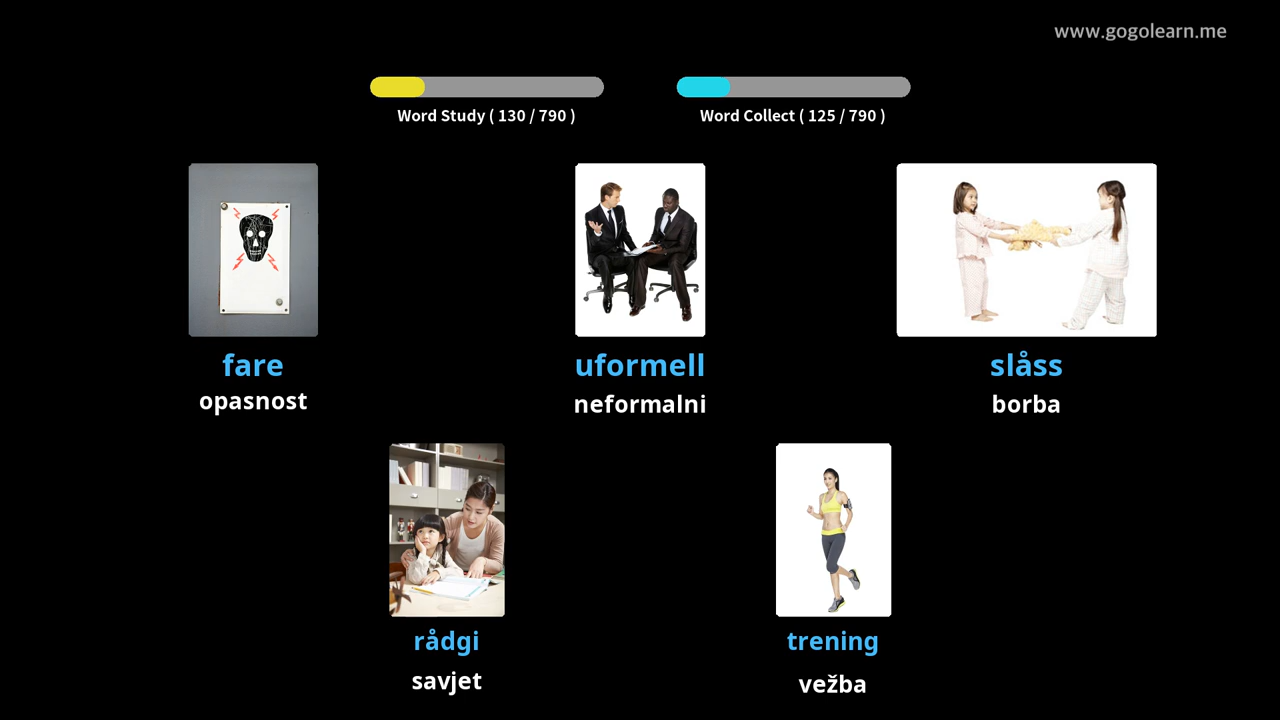 www.gogolearn.me
Word Study ( 130 / 790 )
Word Collect ( 125 / 790 )
fare
opasnost
uformell
neformalni
slåss
borba
rådgi
savjet
trening
vežba